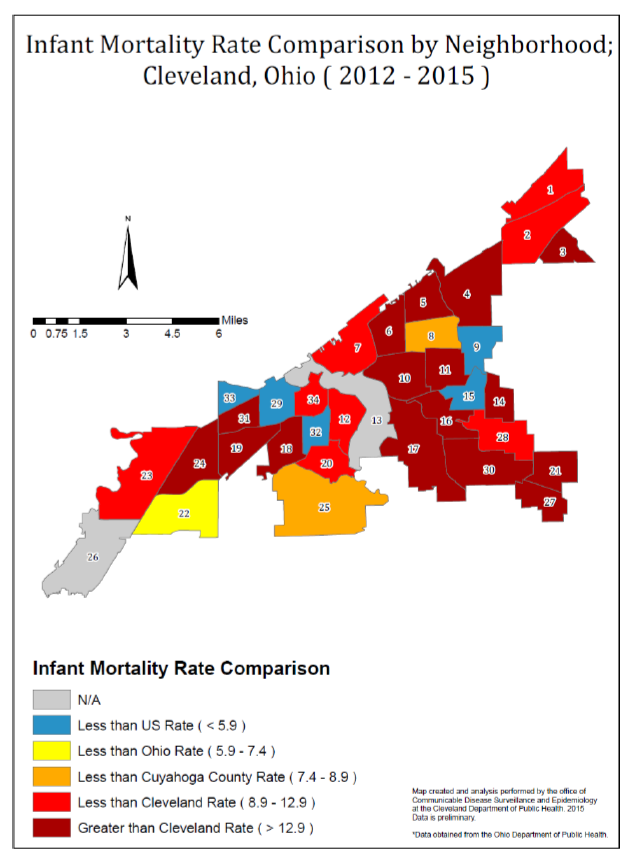 Infant Mortality Rate Comparison by Neighborhood;
Cleveland, Ohio ( 2012 - 2015 )
1
2
3
N
4
5
Miles
0 0.75 1.5 3 4.5 6
6
8
7
9
11
10
33
29
34
15
14
31
12
13
16
32
28
19
18
17
24
20
23
30
21
27
25
22
26
Infant Mortality Rate Comparison
N/A
Less than US Rate ( < 5.9 )
Less than Ohio Rate ( 5.9 - 7.4 )
Less than Cuyahoga County Rate ( 7.4 - 8.9 )
Less than Cleveland Rate ( 8.9 - 12.9 )
Greater than Cleveland Rate ( > 12.9 )
Map created and analysis performed by the office of
Communicable Disease Surveillance and Epidemiology
at the Cleveland Department of Public Health. 2015
Data is preliminary.
*Data obtained from the Ohio Department of Public Health.